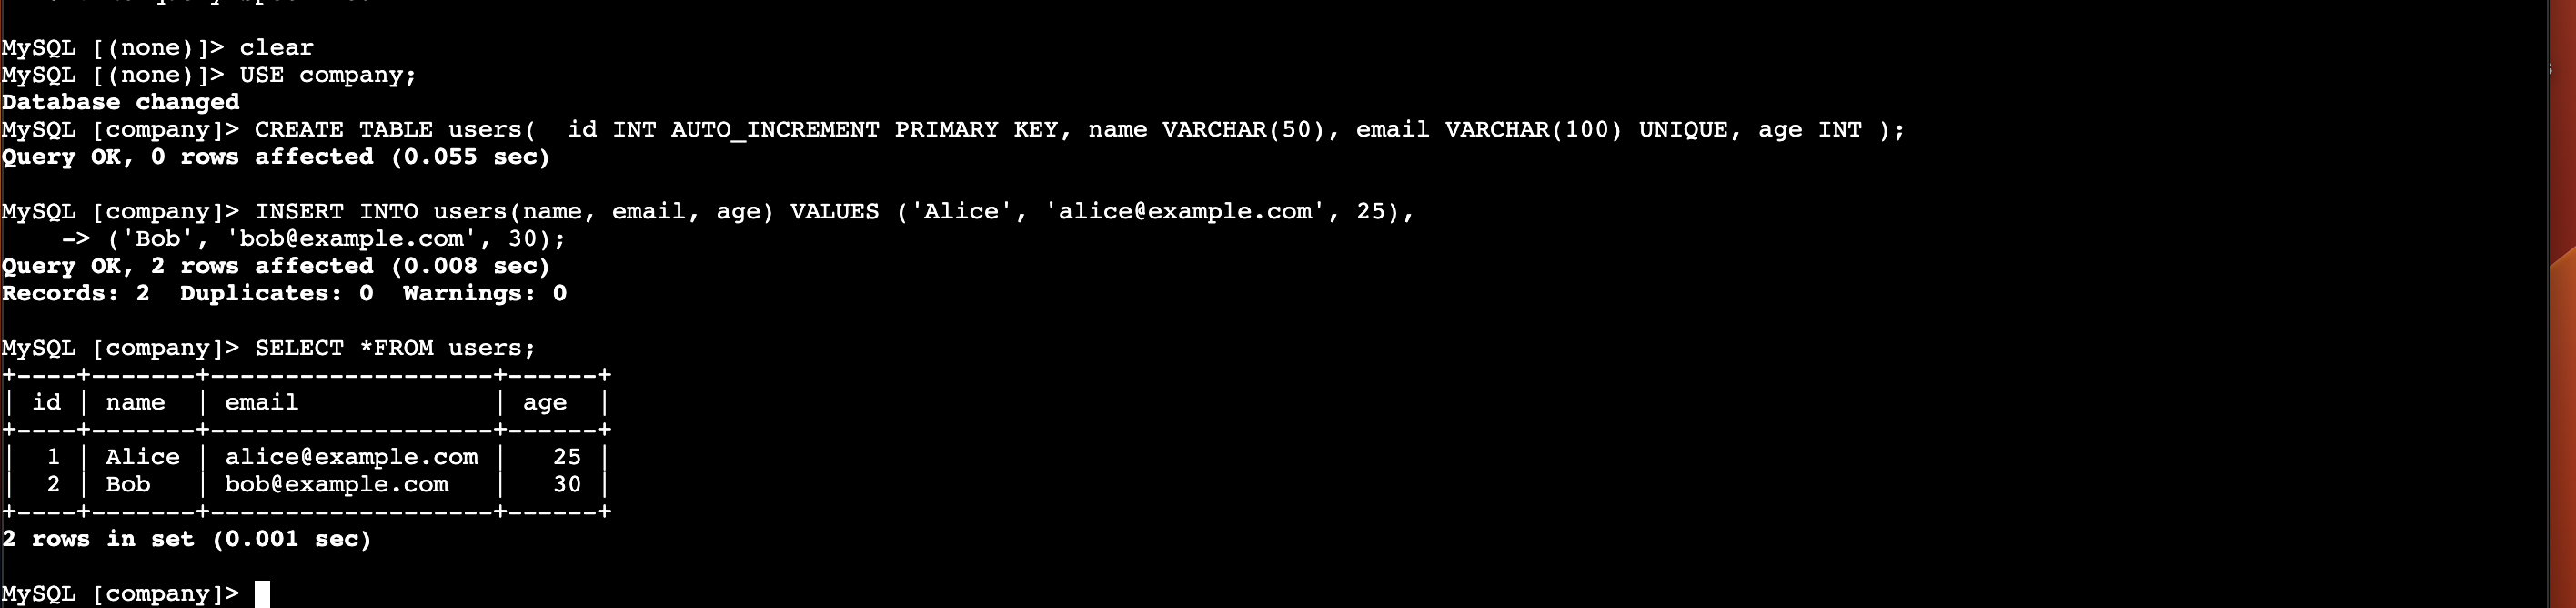 MySQL [(none)]> clear
MySQL [(none)]> USE company;
Database changed
MySQL [company]> CREATE TABLE users(  id INT AUTO_INCREMENT PRIMARY KEY, name VARCHAR(50), email VARCHAR(100) UNIQUE, age INT );
Query OK, 0 rows affected (0.055 sec)
MySQL [company]> INSERT INTO users(name, email, age) VALUES ('Alice', 'alice@example.com', 25),
    -> ('Bob', 'bob@example.com', 30);
Query OK, 2 rows affected (0.008 sec)
Records: 2  Duplicates: 0  Warnings: 0
MySQL [company]> SELECT *FROM users;
+----+-------+-------------------+------+
| id | name  | email             | age  |
+----+-------+-------------------+------+
|  1 | Alice | alice@example.com |   25 |
|  2 | Bob   | bob@example.com   |   30 |
+----+-------+-------------------+------+
2 rows in set (0.001 sec)
MySQL [company]>